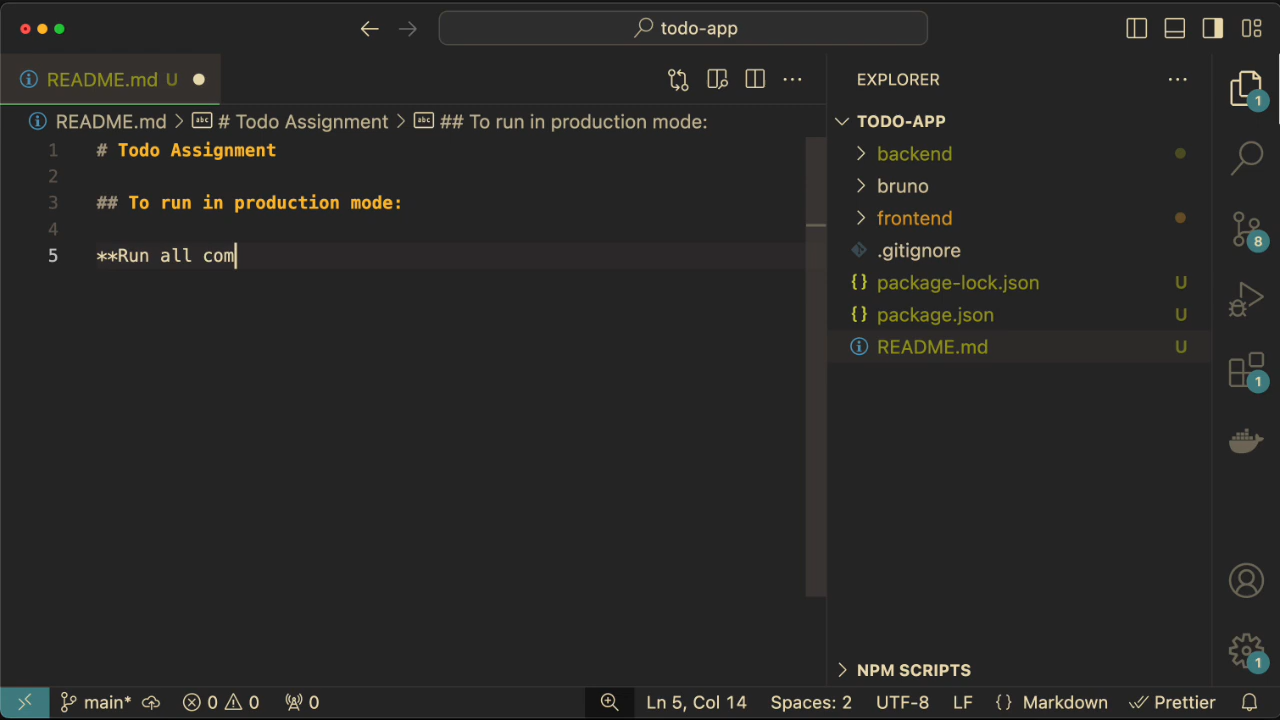 todo-app
README.md U
README.md > # Todo Assignment > ## To run in production mode:
1 # Todo Assignment
2
3 ## To run in production mode:
4
5 **Run all com
EXPLORER
TODO-APP
backend
bruno
frontend
.gitignore
{} package-lock.json U
{} package.json U
README.md U
NPM SCRIPTS
1
8
1
1
main* 0 0 0 Ln 5, Col 14 Spaces: 2 UTF-8 LF {} Markdown Prettier